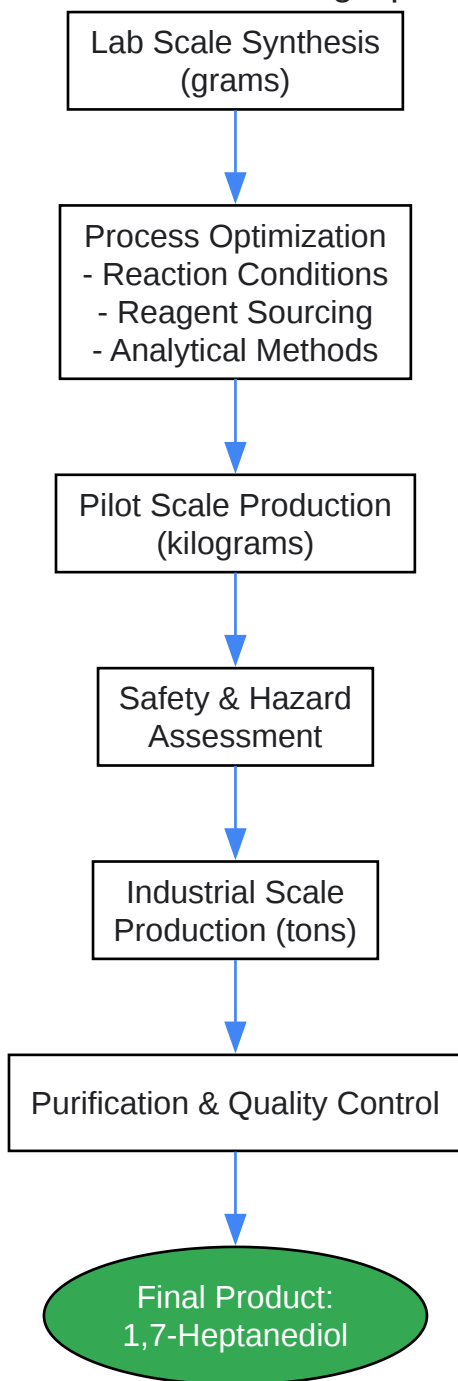 Lab Scale Synthesis
(grams)
Process Optimization
- Reaction Conditions
- Reagent Sourcing
- Analytical Methods
Pilot Scale Production
(kilograms)
Safety & Hazard
Assessment
Industrial Scale
Production (tons)
Purification & Quality Control
Final Product:
1,7-Heptanediol